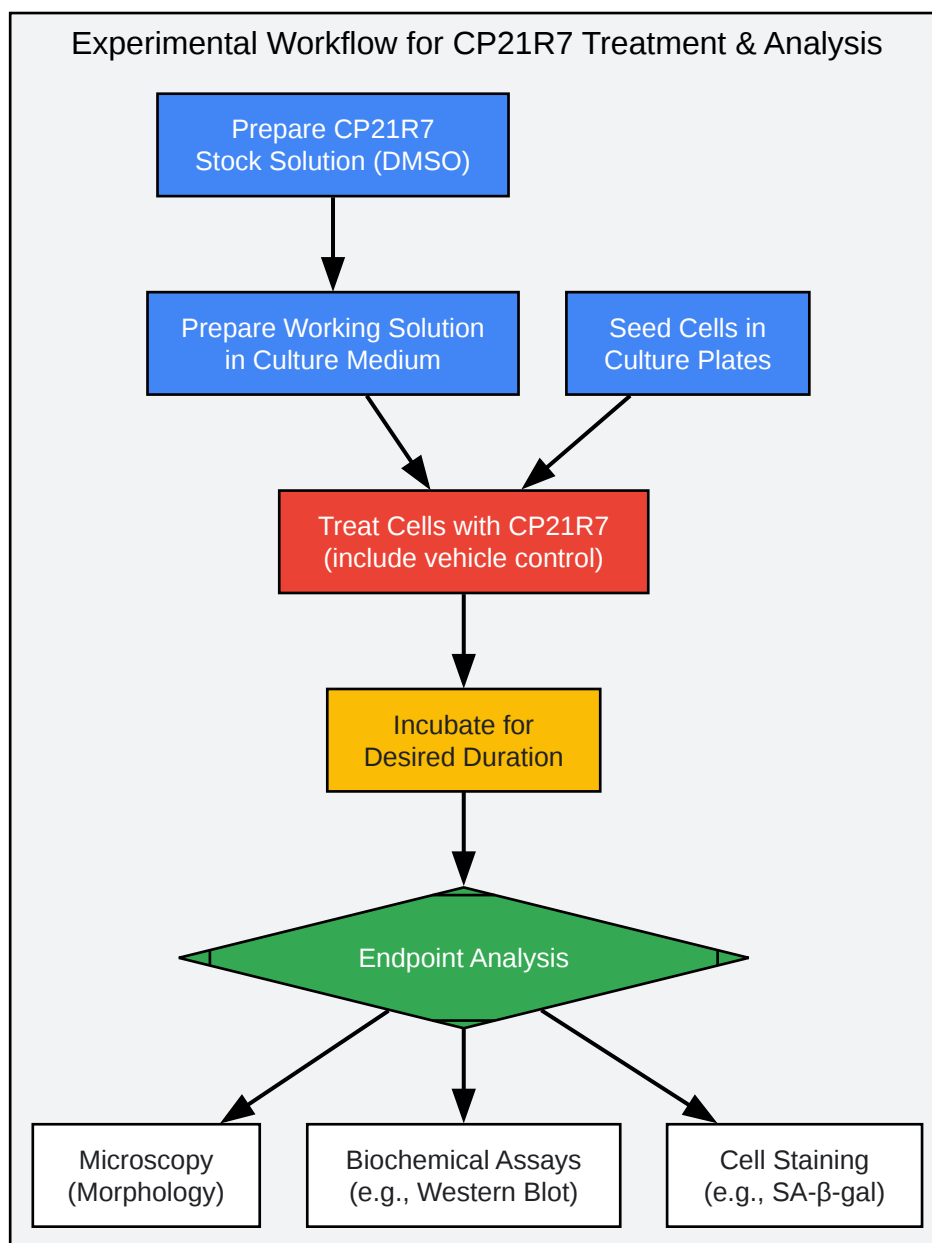 Experimental Workflow for CP21R7 Treatment & Analysis
Prepare CP21R7
Stock Solution (DMSO)
Prepare Working Solution
in Culture Medium
Seed Cells in
Culture Plates
Treat Cells with CP21R7
(include vehicle control)
Incubate for
Desired Duration
Endpoint Analysis
Microscopy
(Morphology)
Biochemical Assays
(e.g., Western Blot)
Cell Staining
(e.g., SA-β-gal)